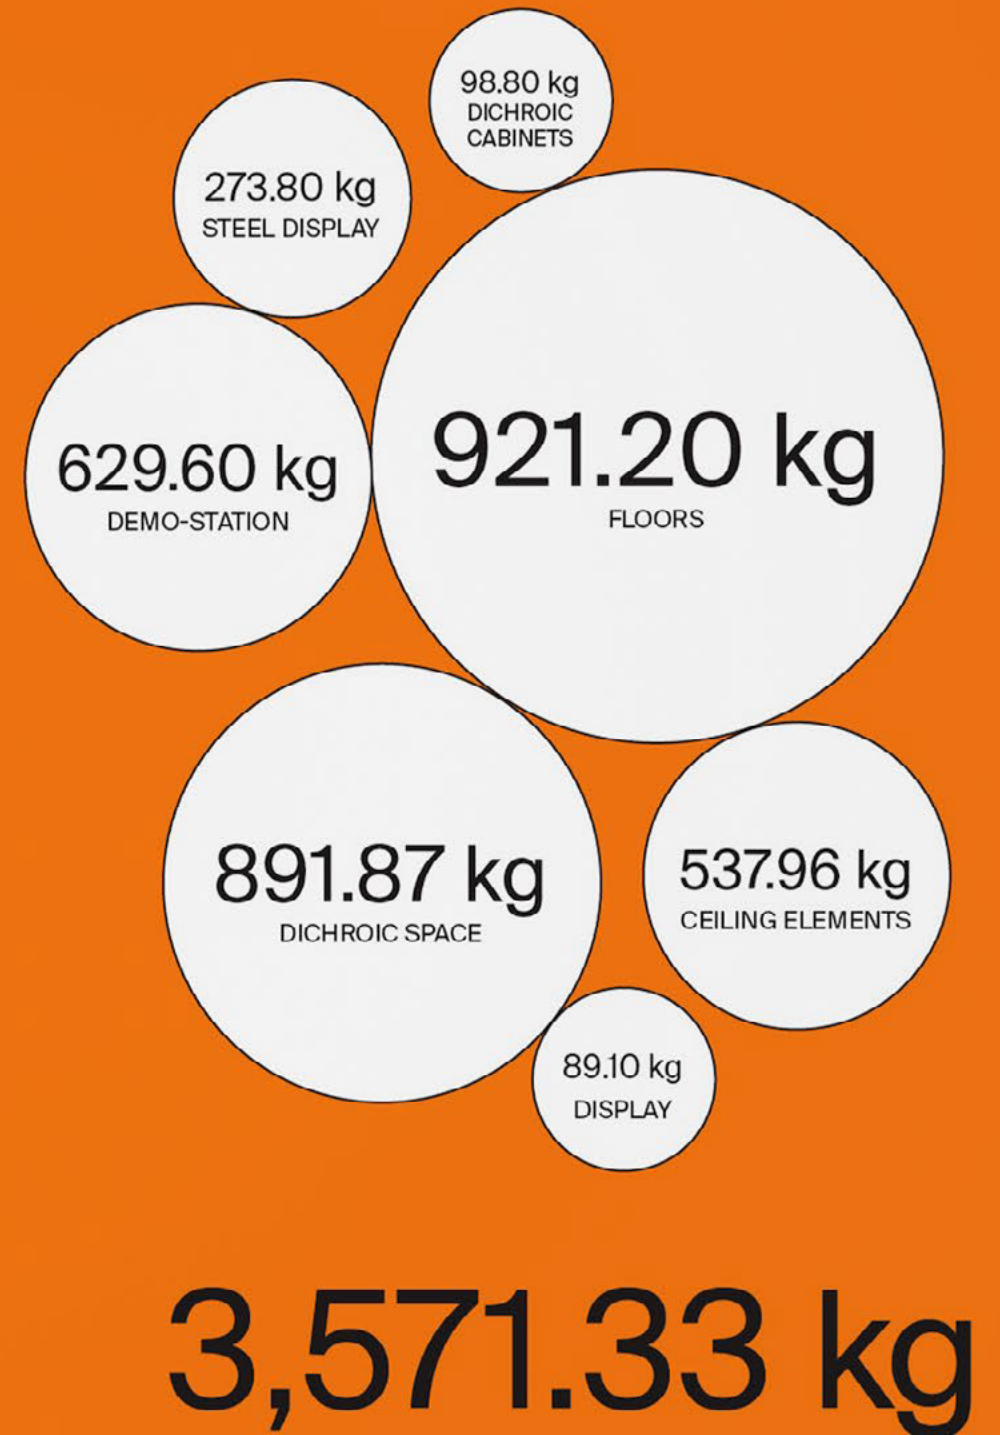 98.80 kg
DICHROIC
CABINETS
273.80 kg
STEEL DISPLAY
921.20 kg
FLOORS
629.60 kg
DEMO-STATION
891.87 kg
DICHROIC SPACE
537.96 kg
CEILING ELEMENTS
89.10 kg
DISPLAY
3,571.33 kg